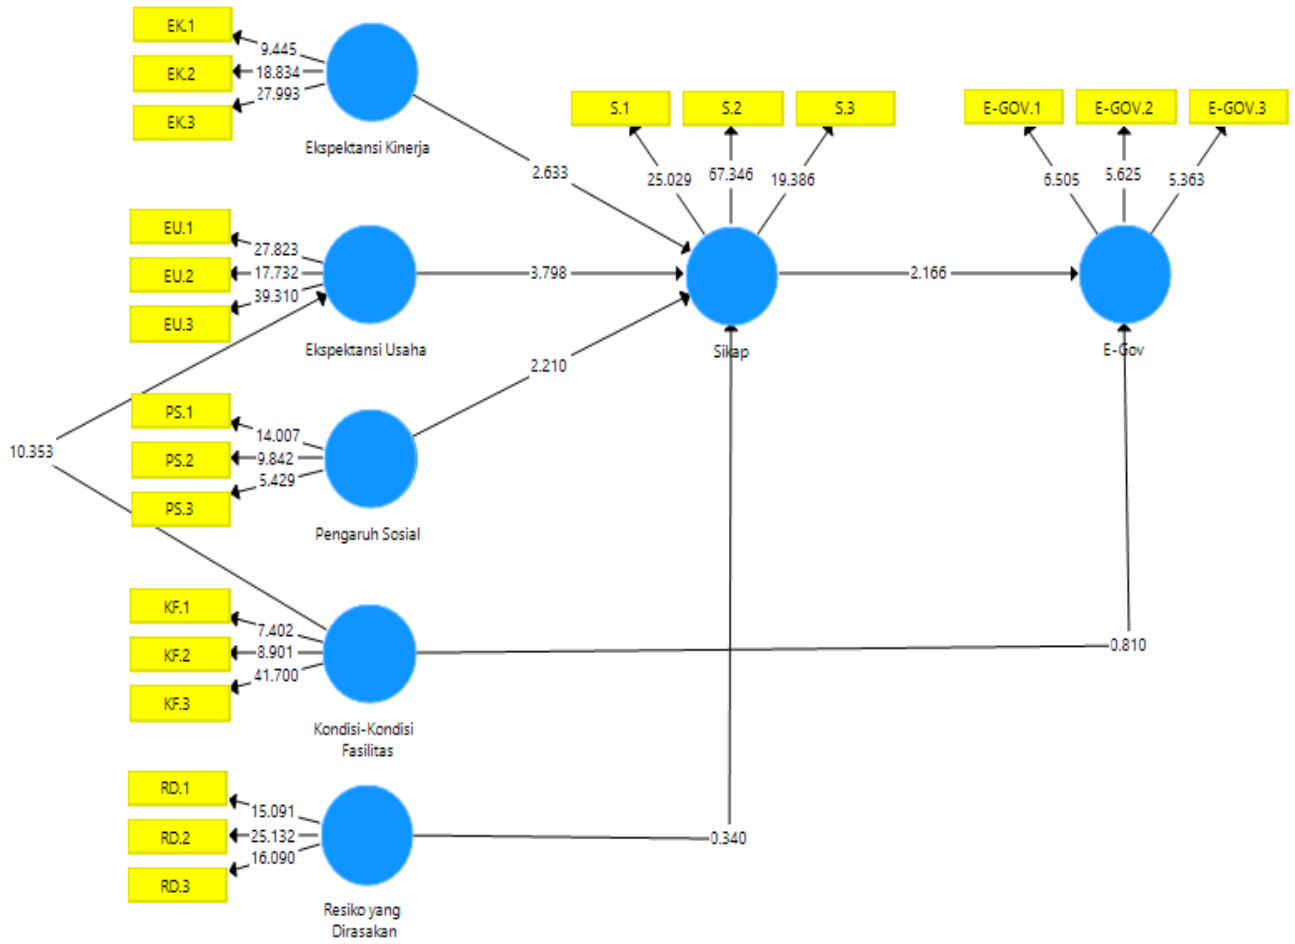 EK.1
EK.2
EK.3
9.445
18.834
27.993
Ekspektansi Kinerja
2.633
S.1
S.2
S.3
25.029
67.346
19.386
Sikap
E-GOV.1
E-GOV.2
E-GOV.3
6.505
5.625
5.363
E-Gov
2.166
EU.1
EU.2
EU.3
27.823
17.732
39.310
Ekspektansi Usaha
3.798
PS.1
PS.2
PS.3
14.007
9.842
5.429
Pengaruh Sosial
2.210
10.353
KF.1
KF.2
KF.3
7.402
8.901
41.700
Kondisi-Kondisi
Fasilitas
0.810
RD.1
RD.2
RD.3
15.091
25.132
16.090
Resiko yang
Dirasakan
0.340